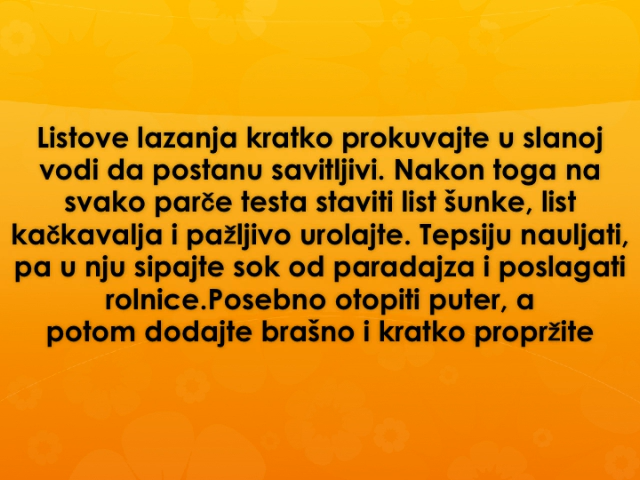 Listove lazanja kratko prokuvajte u slanoj
vodi da postanu savitljivi. Nakon toga na
svako parče testa staviti list šunke, list
kačkavalja i pažljivo urolajte. Tepsiju nauljati,
pa u nju sipajte sok od paradajza i poslagati
rolnice.Posebno otopiti puter, a
potom dodajte brašno i kratko propržite